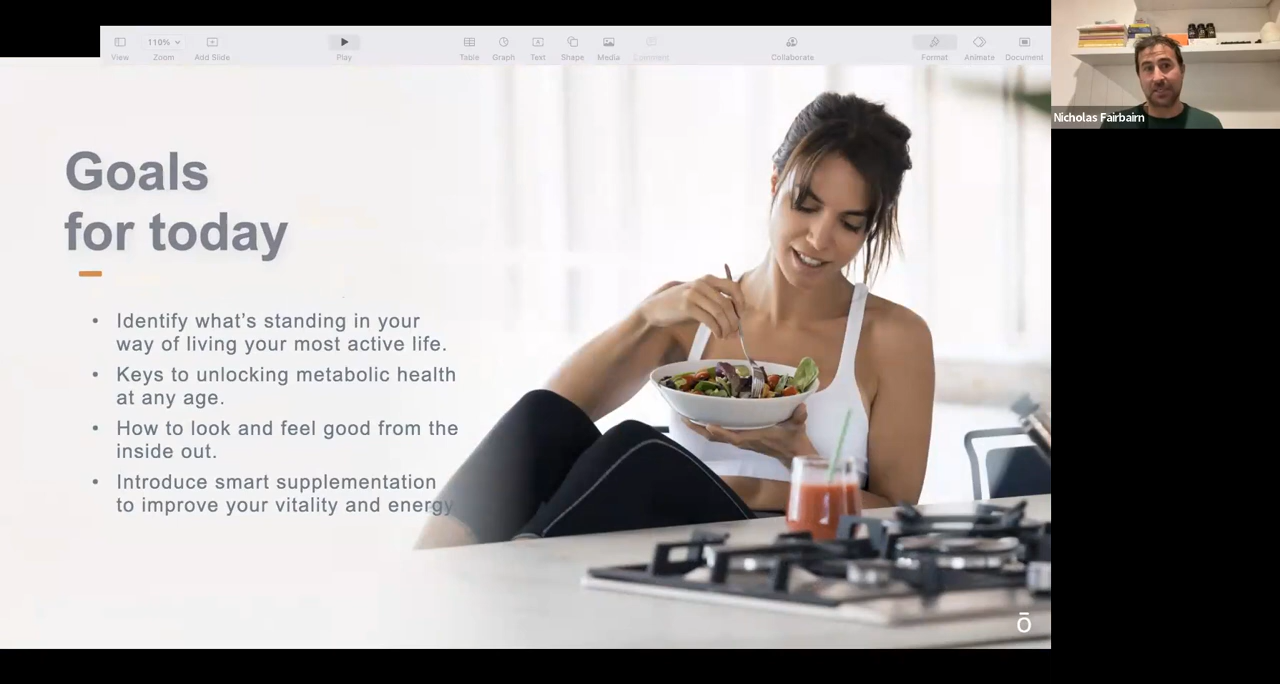 110%
View
Zoom
Add Slide
Play
Table
Graph
Text
Shape
Media
Comment
Collaborate
Format
Animate
Document
Nicholas Fairbairn
Goals
for today
• Identify what's standing in your
way of living your most active life.
• Keys to unlocking metabolic health
at any age.
• How to look and feel good from the
inside out.
• Introduce smart supplementation
to improve your vitality and energy
ō